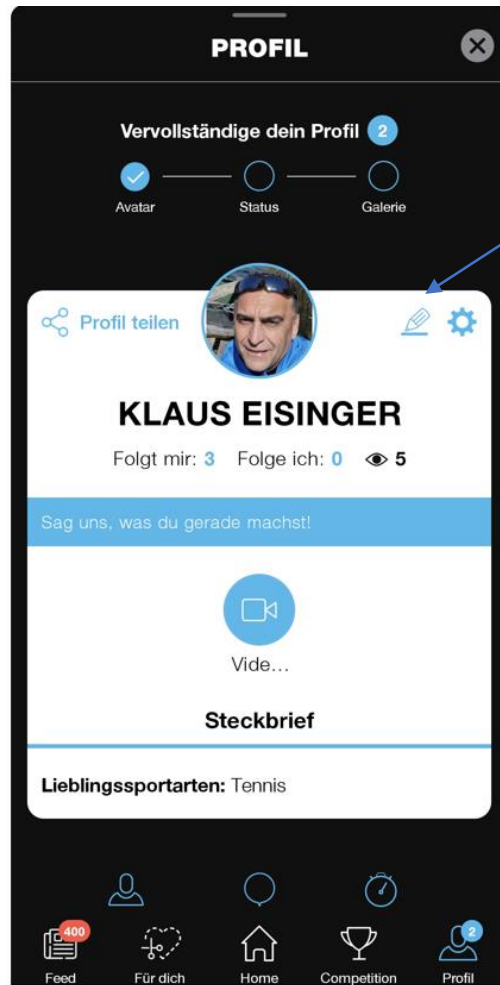 PROFIL
Vervollständige dein Profil 2
Avatar Status Galerie
Profil teilen
KLAUS EISINGER
Folgt mir: 3 Folge ich: 0 5
Sag uns, was du gerade machst!
Vide...
Steckbrief
Lieblingssportarten: Tennis
400 2
Feed Für dich Home Competition Profil